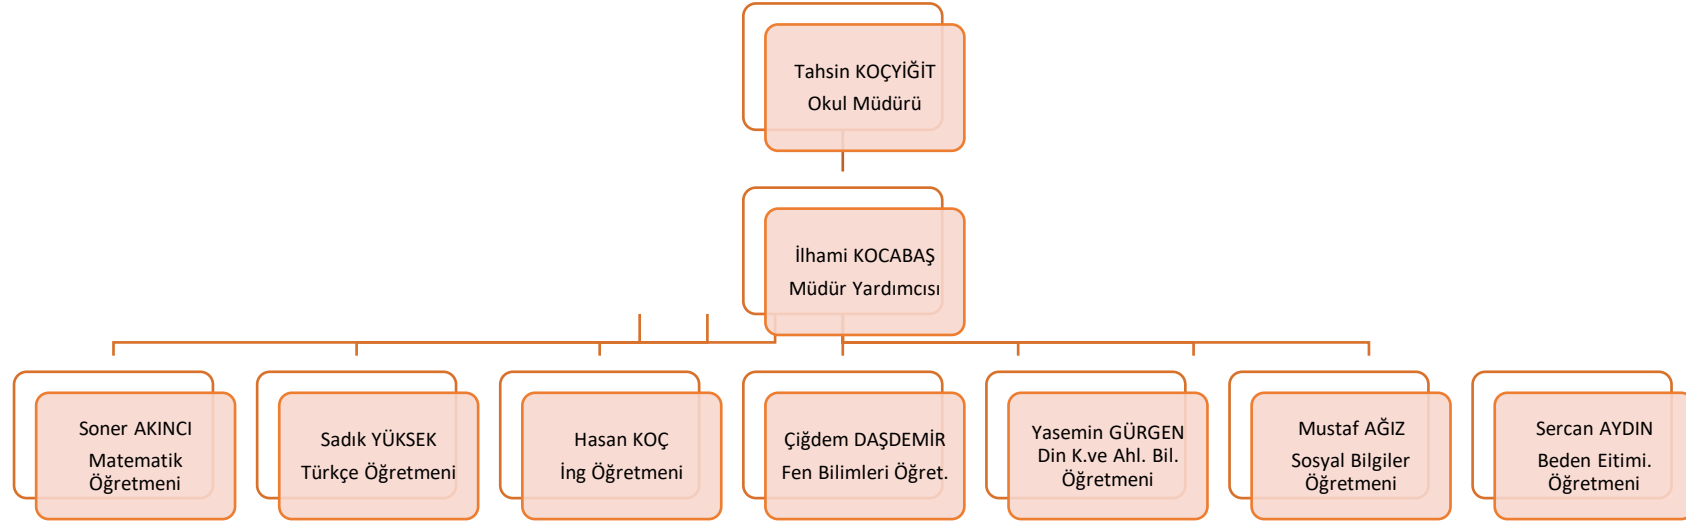 Tahsin KOÇYİĞİT
Okul Müdürü
İlhami KOCABAŞ
Müdür Yardımcısı
Soner AKINCI
Matematik
Öğretmeni
Sadık YÜKSEK
Türkçe Öğretmeni
Hasan KOÇ
İng Öğretmeni
Çiğdem DAŞDEMİR
Fen Bilimleri Öğret.
Yasemin GÜRGEN
Din K.ve Ahl. Bil.
Öğretmeni
Mustaf AĞIZ
Sosyal Bilgiler
Öğretmeni
Sercan AYDIN
Beden Eitimi.
Öğretmeni